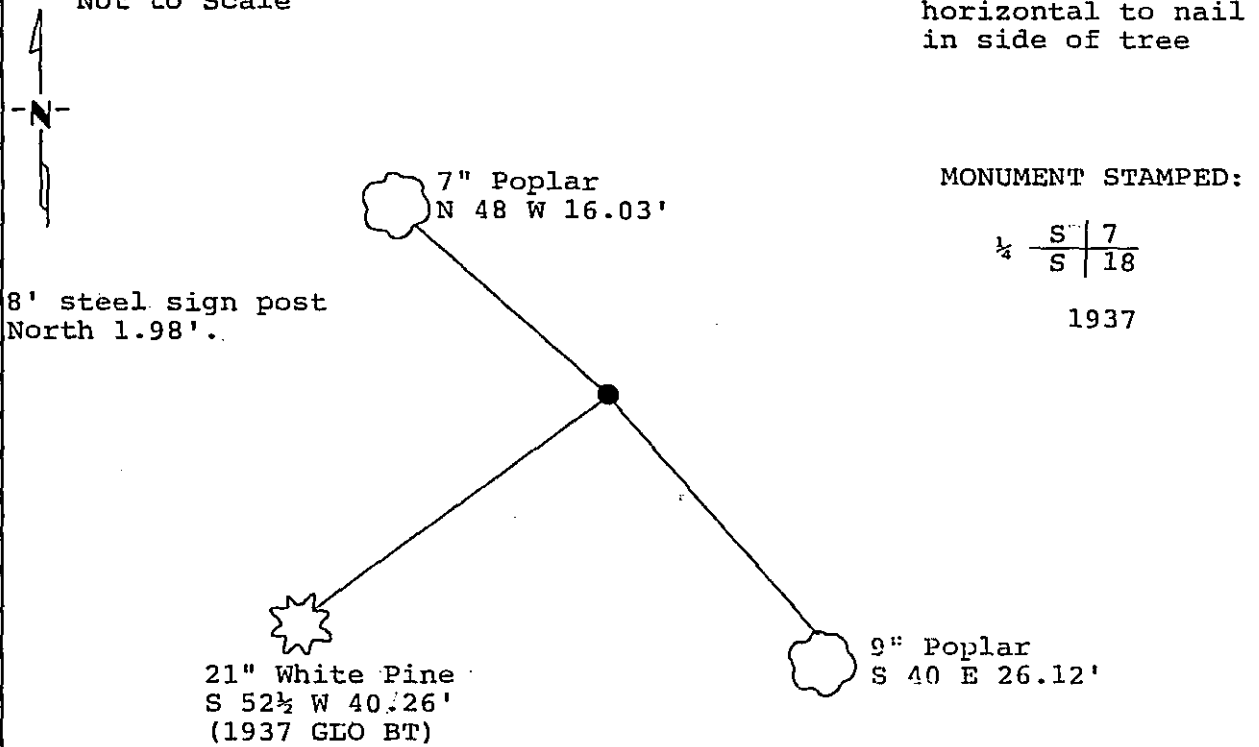 Not to Scale
horizontal to nail
in side of tree
-N-
7" Poplar
N 48 W 16.03'
MONUMENT STAMPED:
¼ S 7
S 18
1937
8' steel sign post
North 1.98'.
21" White Pine
S 52½ W 40.26'
(1937 GLO BT)
9" Poplar
S 40 E 26.12'